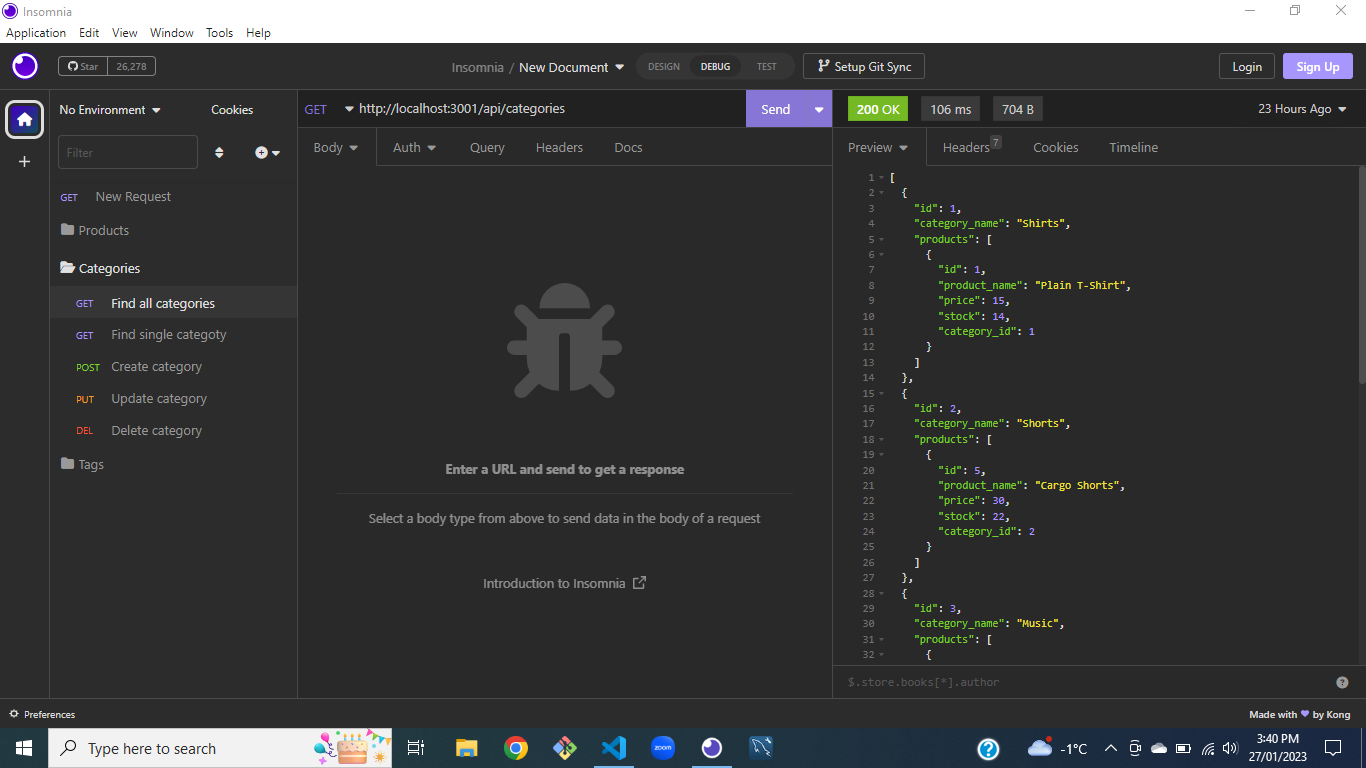 Insomnia
Application Edit View Window Tools Help
Star 26,278
Insomnia / New Document
DESIGN DEBUG TEST
Setup Git Sync
Login
Sign Up
No Environment
Cookies
GET http://localhost:3001/api/categories
Send
200 OK 106 ms 704 B
23 Hours Ago
Filter
Body Auth Query Headers Docs
Preview Headers 7 Cookies Timeline
GET New Request
Products
Categories
GET Find all categories
GET Find single categoty
POST Create category
PUT Update category
DEL Delete category
Tags
Enter a URL and send to get a response
Select a body type from above to send data in the body of a request
Introduction to Insomnia
1 [
2 {
3 "id": 1,
4 "category_name": "Shirts",
5 "products": [
6 {
7 "id": 1,
8 "product_name": "Plain T-Shirt",
9 "price": 15,
10 "stock": 14,
11 "category_id": 1
12 }
13 ]
14 },
15 {
16 "id": 2,
17 "category_name": "Shorts",
18 "products": [
19 {
20 "id": 5,
21 "product_name": "Cargo Shorts",
22 "price": 30,
23 "stock": 22,
24 "category_id": 2
25 }
26 ]
27 },
28 {
29 "id": 3,
30 "category_name": "Music",
31 "products": [
32 {
$.store.books[*].author
Preferences
Made with by Kong
Type here to search
zoom
-1°C
3:40 PM
27/01/2023